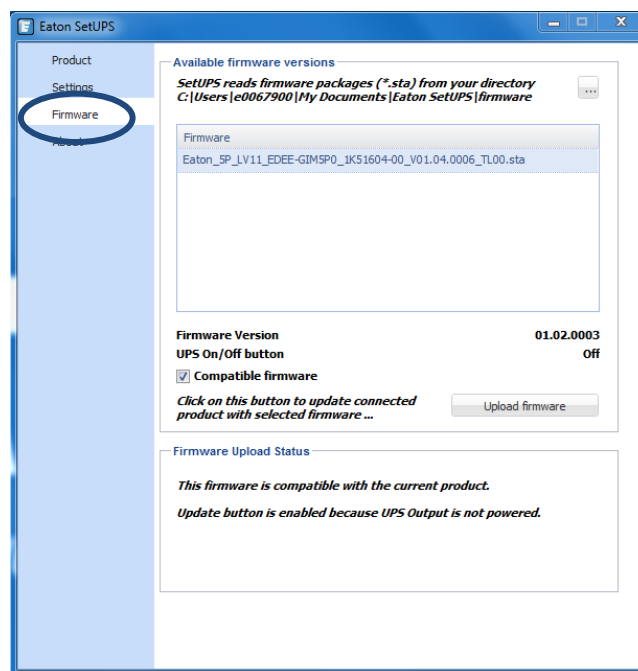 Eaton SetUPS
Product
Settings
Firmware
About
Available firmware versions
SetUPS reads firmware packages (*.sta) from your directory
C:\Users\e0067900\My Documents\Eaton SetUPS\firmware
...
Firmware
Eaton_5P_LV11_EDEE-GIM5P0_1K51604-00_V01.04.0006_TL00.sta
Firmware Version 01.02.0003
UPS On/Off button Off
Compatible firmware
Click on this button to update connected
product with selected firmware ...
Upload firmware
Firmware Upload Status
This firmware is compatible with the current product.
Update button is enabled because UPS Output is not powered.